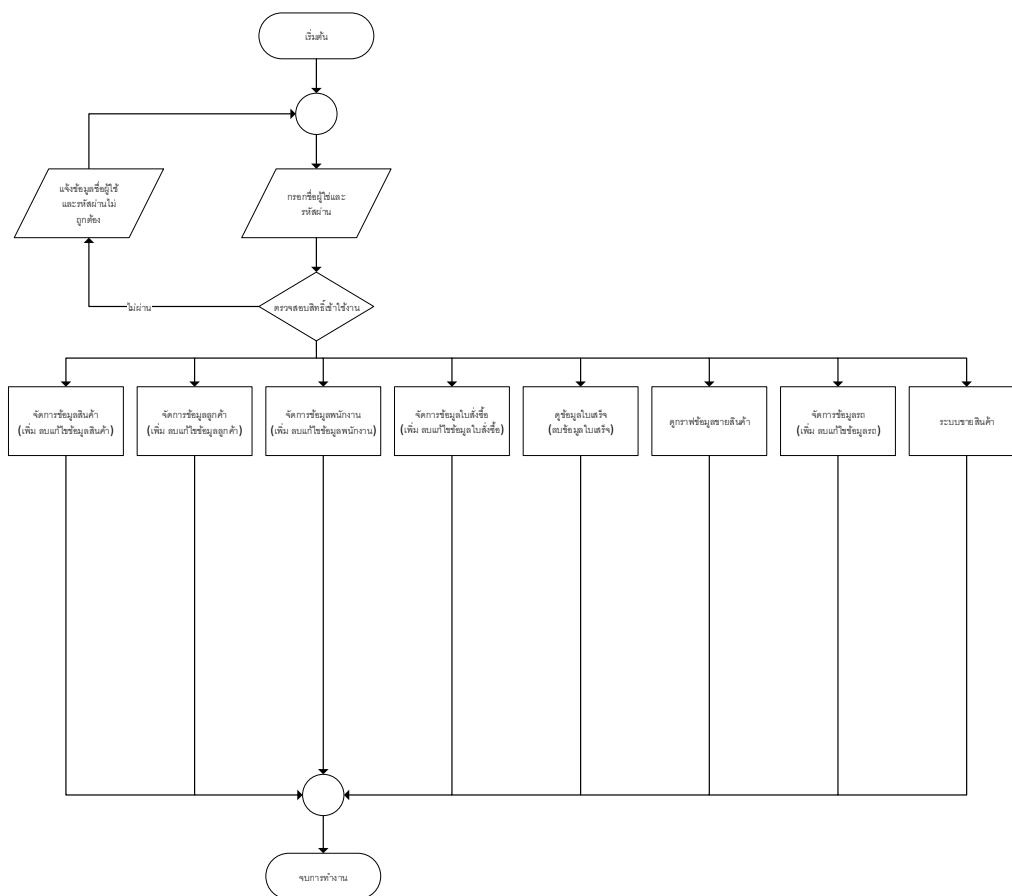 เริ่มต้น
แจ้งข้อมูลชื่อผู้ใช้
และรหัสผ่านไม่
ถูกต้อง
กรอกชื่อผู้ใช้และ
รหัสผ่าน
ไม่ผ่าน
ตรวจสอบสิทธิ์เข้าใช้งาน
จัดการข้อมูลสินค้า
(เพิ่ม ลบแก้ไขข้อมูลสินค้า)
จัดการข้อมูลลูกค้า
(เพิ่ม ลบแก้ไขข้อมูลลูกค้า)
จัดการข้อมูลพนักงาน
(เพิ่ม ลบแก้ไขข้อมูลพนักงาน)
จัดการข้อมูลใบสั่งซื้อ
(เพิ่ม ลบแก้ไขข้อมูลใบสั่งซื้อ)
ดูข้อมูลใบเสร็จ
(ลบข้อมูลใบเสร็จ)
ดูกราฟข้อมูลขายสินค้า
จัดการข้อมูลรถ
(เพิ่ม ลบแก้ไขข้อมูลรถ)
ระบบขายสินค้า
จบการทำงาน